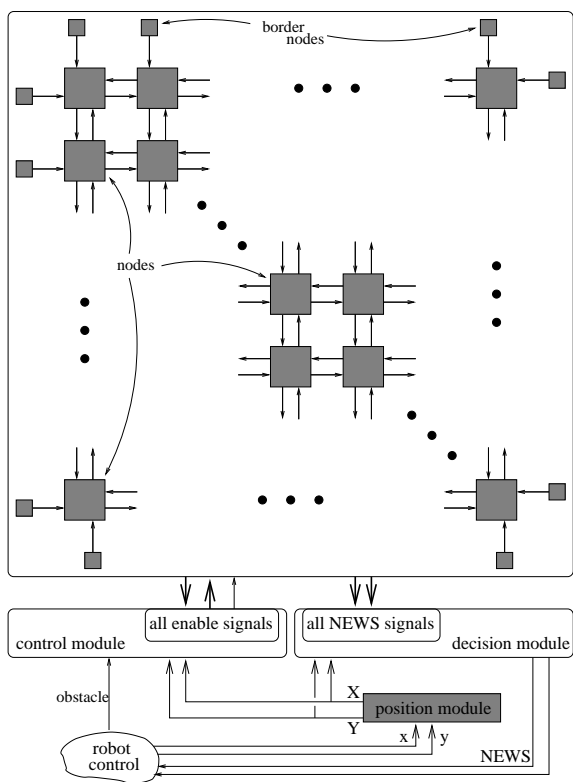 border
nodes
nodes
all enable signals
all NEWS signals
control module
decision module
obstacle
X
position module
Y
x
y
robot
control
NEWS